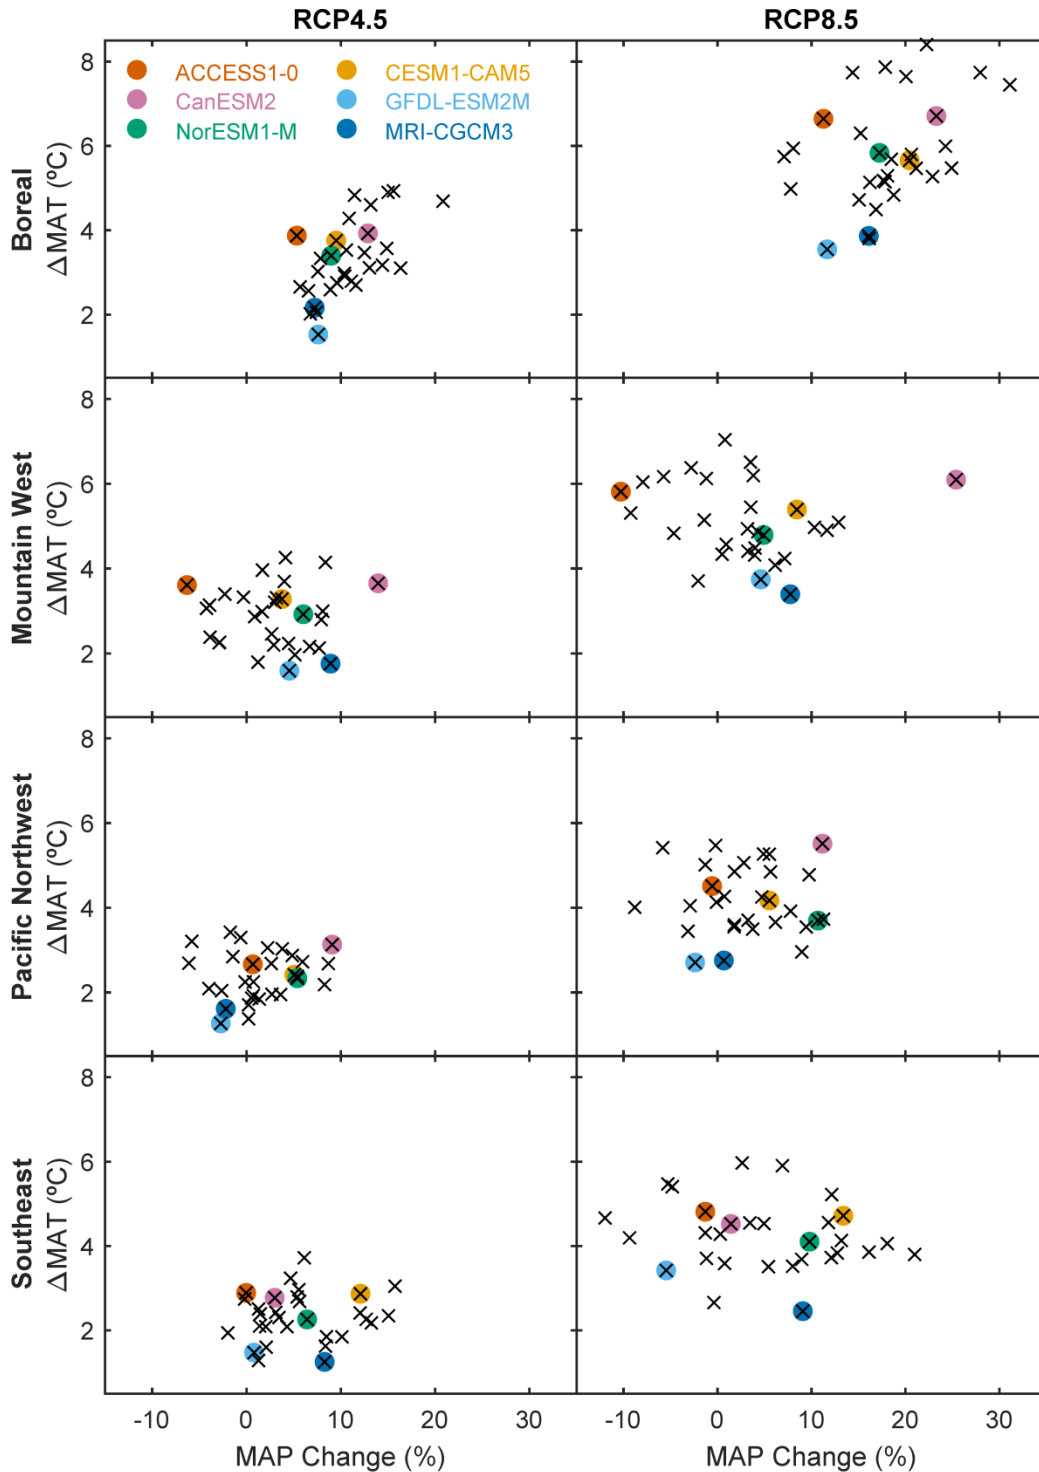 RCP4.5 RCP8.5
ACCESS1-0 CESM1-CAM5
CanESM2 GFDL-ESM2M
NorESM1-M MRI-CGCM3
Boreal
ΔMAT (ºC)
8
6
4
2
Mountain West
ΔMAT (ºC)
8
6
4
2
Pacific Northwest
ΔMAT (ºC)
8
6
4
2
Southeast
ΔMAT (ºC)
8
6
4
2
-10 0 10 20 30 -10 0 10 20 30
MAP Change (%) MAP Change (%)